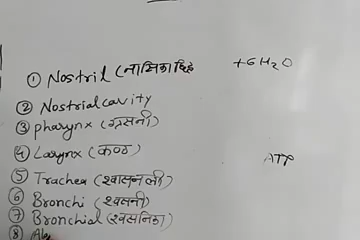 ① Nostril (नासिका छिद्र +6H₂O
② Nostrial cavity
③ pharynx (ग्रसनी)
④ Larynx (कण्ठ)
ATP
⑤ Trachea (श्वासनली)
⑥ Bronchi (श्वसनी)
⑦ Bronchial (श्वसनिका)
⑧